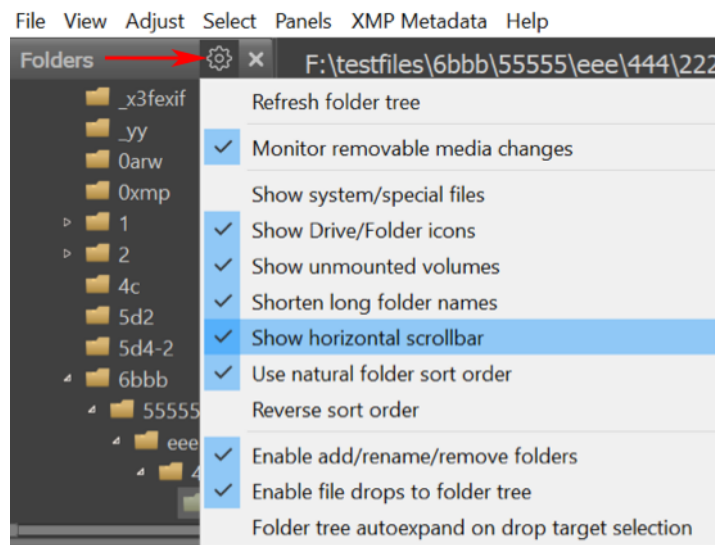 File View Adjust Select Panels XMP Metadata Help
Folders
F:\testfiles\6bbb\55555\eee\444\222
_x3fexif
_yy
0arw
0xmp
1
2
4c
5d2
5d4-2
6bbb
55555
eee
4
Refresh folder tree
Monitor removable media changes
Show system/special files
Show Drive/Folder icons
Show unmounted volumes
Shorten long folder names
Show horizontal scrollbar
Use natural folder sort order
Reverse sort order
Enable add/rename/remove folders
Enable file drops to folder tree
Folder tree autoexpand on drop target selection